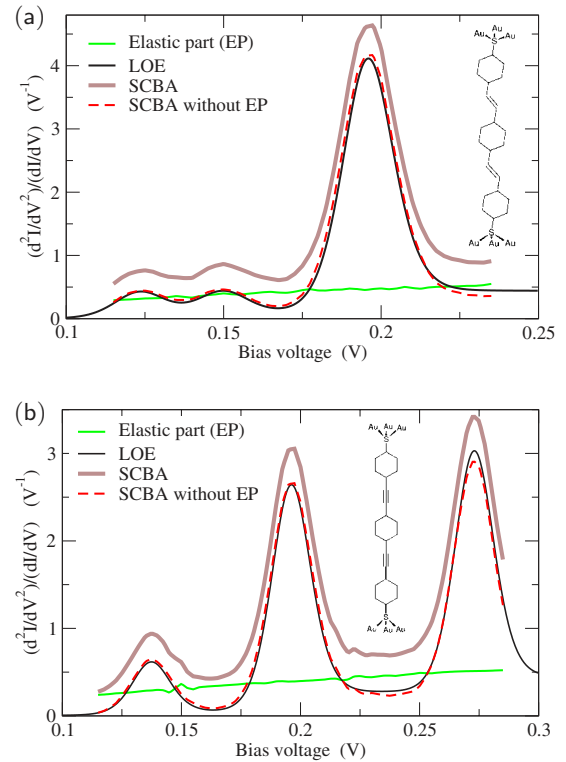 (a)
Elastic part (EP)
LOE
SCBA
SCBA without EP
Au
Au
Au
S
S
Au
Au
Au
(d²I/dV²)/(dI/dV) (V⁻¹)
4
3
2
1
0
0.1
0.15
0.2
0.25
Bias voltage (V)
(b)
Elastic part (EP)
LOE
SCBA
SCBA without EP
Au
Au
Au
S
S
Au
Au
Au
(d²I/dV²)/(dI/dV) (V⁻¹)
3
2
1
0
0.1
0.15
0.2
0.25
0.3
Bias voltage (V)